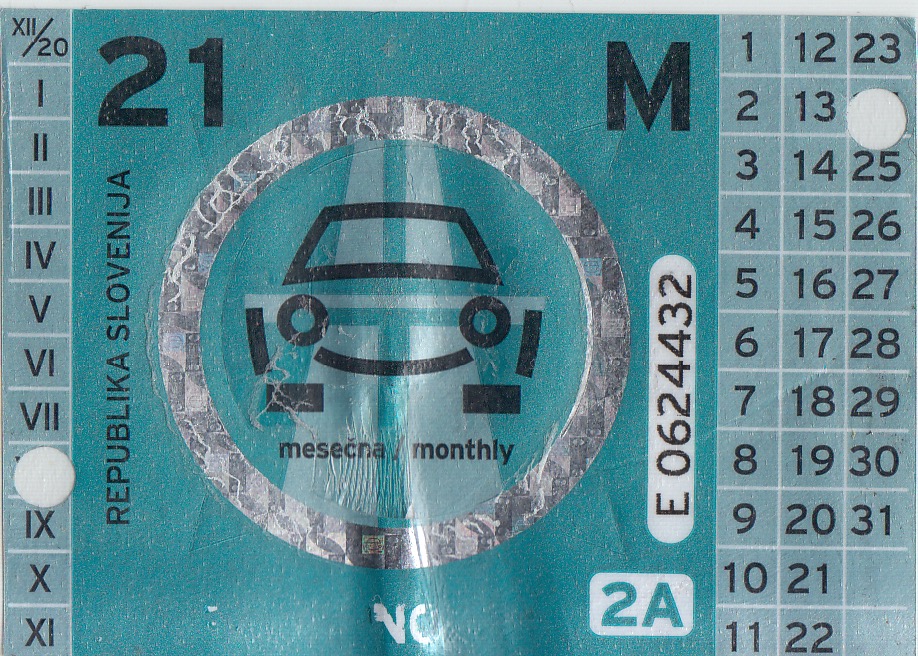 XII/20
I
II
III
IV
V
VI
VII
IX
X
XI
21
M
REPUBLIKA SLOVENIJA
mesečna / monthly
E 0624432
2A
1 12 23
2 13
3 14 25
4 15 26
5 16 27
6 17 28
7 18 29
8 19 30
9 20 31
10 21
11 22